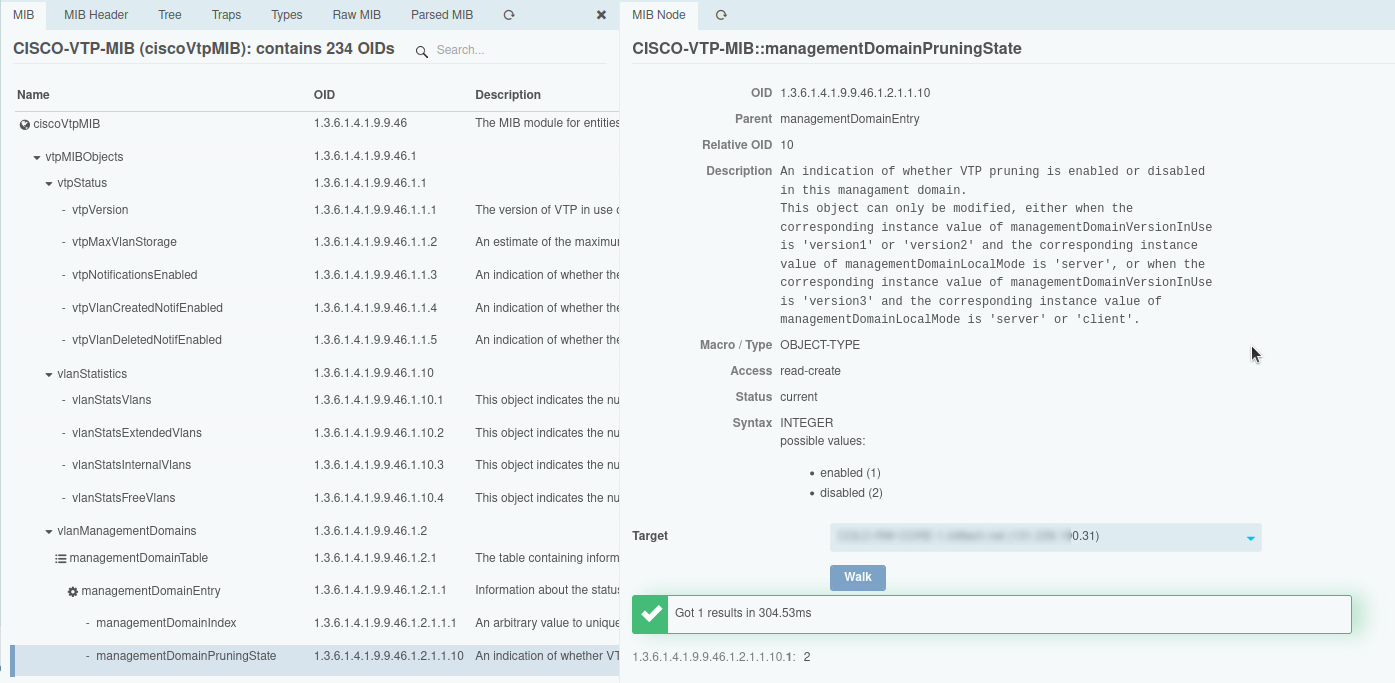 MIB MIB Header Tree Traps Types Raw MIB Parsed MIB
CISCO-VTP-MIB (ciscoVtpMIB): contains 234 OIDs Search...
Name OID Description
ciscoVtpMIB 1.3.6.1.4.1.9.9.46 The MIB module for entities
vtpMIBObjects 1.3.6.1.4.1.9.9.46.1
vtpStatus 1.3.6.1.4.1.9.9.46.1.1
- vtpVersion 1.3.6.1.4.1.9.9.46.1.1.1 The version of VTP in use
- vtpMaxVlanStorage 1.3.6.1.4.1.9.9.46.1.1.2 An estimate of the maximu
- vtpNotificationsEnabled 1.3.6.1.4.1.9.9.46.1.1.3 An indication of whether the
- vtpVlanCreatedNotifEnabled 1.3.6.1.4.1.9.9.46.1.1.4 An indication of whether the
- vtpVlanDeletedNotifEnabled 1.3.6.1.4.1.9.9.46.1.1.5 An indication of whether the
vlanStatistics 1.3.6.1.4.1.9.9.46.1.10
- vlanStatsVlans 1.3.6.1.4.1.9.9.46.1.10.1 This object indicates the nu
- vlanStatsExtendedVlans 1.3.6.1.4.1.9.9.46.1.10.2 This object indicates the nu
- vlanStatsInternalVlans 1.3.6.1.4.1.9.9.46.1.10.3 This object indicates the nu
- vlanStatsFreeVlans 1.3.6.1.4.1.9.9.46.1.10.4 This object indicates the nu
vlanManagementDomains 1.3.6.1.4.1.9.9.46.1.2
managementDomainTable 1.3.6.1.4.1.9.9.46.1.2.1 The table containing inform
managementDomainEntry 1.3.6.1.4.1.9.9.46.1.2.1.1 Information about the status
- managementDomainIndex 1.3.6.1.4.1.9.9.46.1.2.1.1.1 An arbitrary value to unique
- managementDomainPruningState 1.3.6.1.4.1.9.9.46.1.2.1.1.10 An indication of whether VT
MIB Node
CISCO-VTP-MIB::managementDomainPruningState
OID 1.3.6.1.4.1.9.9.46.1.2.1.1.10
Parent managementDomainEntry
Relative OID 10
Description An indication of whether VTP pruning is enabled or disabled
in this managament domain.
This object can only be modified, either when the
corresponding instance value of managementDomainVersionInUse
is 'version1' or 'version2' and the corresponding instance
value of managementDomainLocalMode is 'server', or when the
corresponding instance value of managementDomainVersionInUse
is 'version3' and the corresponding instance value of
managementDomainLocalMode is 'server' or 'client'.
Macro / Type OBJECT-TYPE
Access read-create
Status current
Syntax INTEGER
possible values:
• enabled (1)
• disabled (2)
Target 0.31)
Walk
Got 1 results in 304.53ms
1.3.6.1.4.1.9.9.46.1.2.1.1.10.1: 2